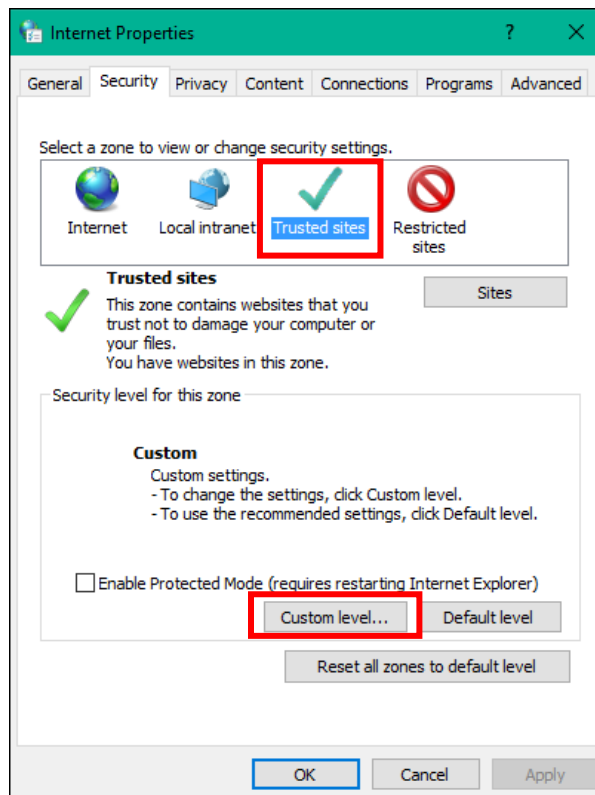 Internet Properties
?
General Security Privacy Content Connections Programs Advanced
Select a zone to view or change security settings.
Internet Local intranet Trusted sites Restricted
sites
Trusted sites
Sites
This zone contains websites that you
trust not to damage your computer or
your files.
You have websites in this zone.
Security level for this zone
Custom
Custom settings.
- To change the settings, click Custom level.
- To use the recommended settings, click Default level.
Enable Protected Mode (requires restarting Internet Explorer)
Custom level... Default level
Reset all zones to default level
OK Cancel Apply